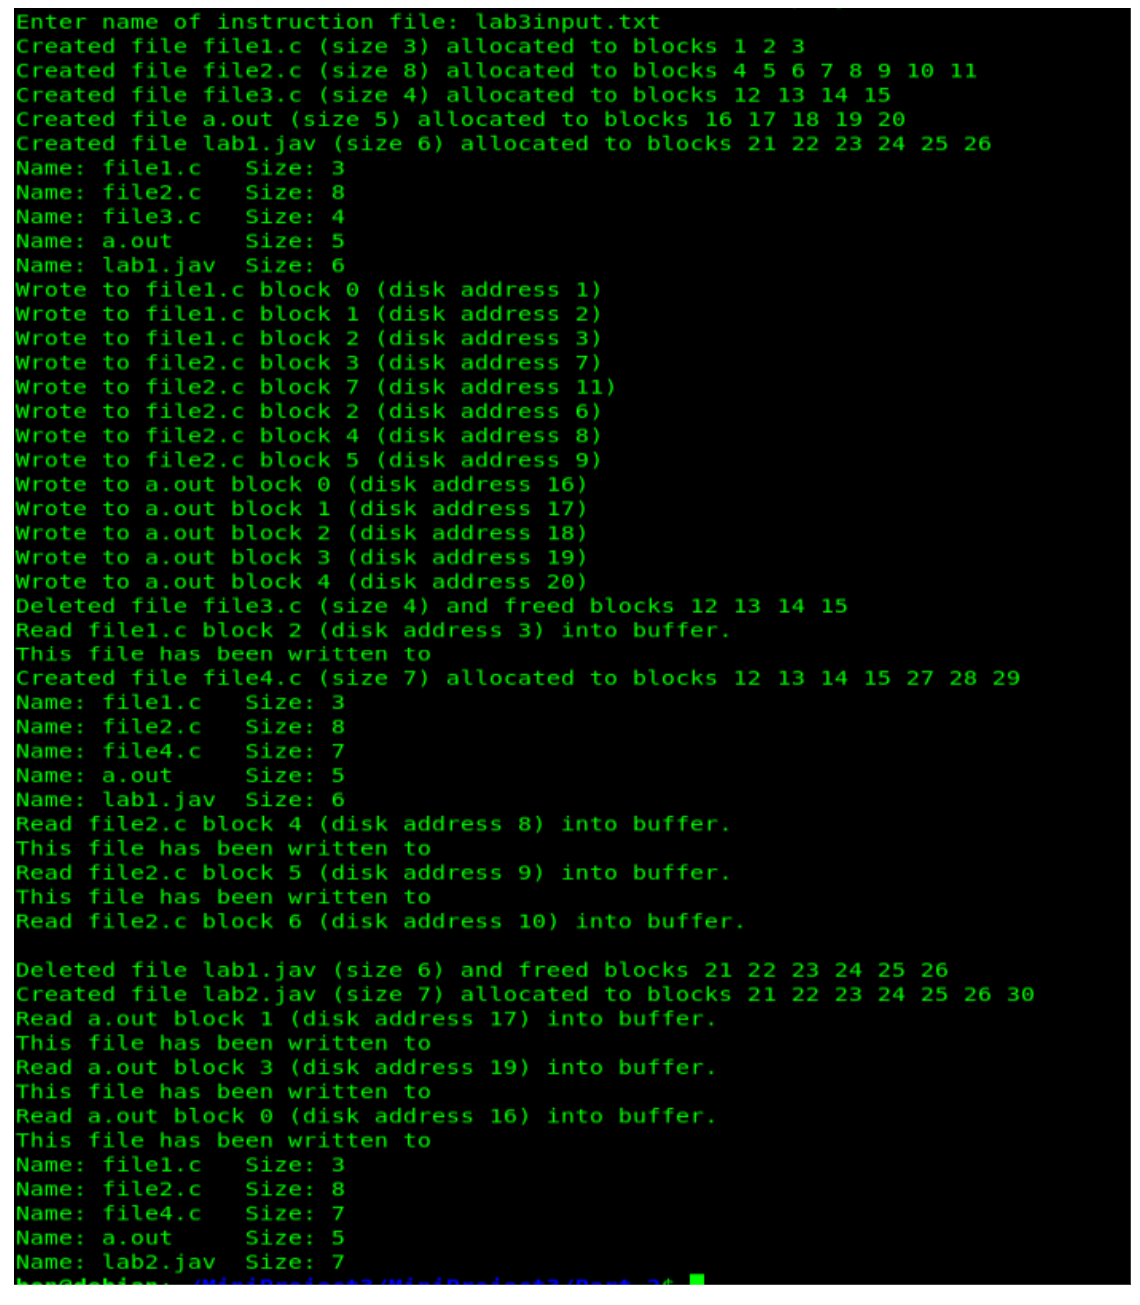 Enter name of instruction file: lab3input.txt
Created file file1.c (size 3) allocated to blocks 1 2 3
Created file file2.c (size 8) allocated to blocks 4 5 6 7 8 9 10 11
Created file file3.c (size 4) allocated to blocks 12 13 14 15
Created file a.out (size 5) allocated to blocks 16 17 18 19 20
Created file lab1.jav (size 6) allocated to blocks 21 22 23 24 25 26
Name: file1.c   Size: 3
Name: file2.c   Size: 8
Name: file3.c   Size: 4
Name: a.out     Size: 5
Name: lab1.jav  Size: 6
Wrote to file1.c block 0 (disk address 1)
Wrote to file1.c block 1 (disk address 2)
Wrote to file1.c block 2 (disk address 3)
Wrote to file2.c block 3 (disk address 7)
Wrote to file2.c block 7 (disk address 11)
Wrote to file2.c block 2 (disk address 6)
Wrote to file2.c block 4 (disk address 8)
Wrote to file2.c block 5 (disk address 9)
Wrote to a.out block 0 (disk address 16)
Wrote to a.out block 1 (disk address 17)
Wrote to a.out block 2 (disk address 18)
Wrote to a.out block 3 (disk address 19)
Wrote to a.out block 4 (disk address 20)
Deleted file file3.c (size 4) and freed blocks 12 13 14 15
Read file1.c block 2 (disk address 3) into buffer.
This file has been written to
Created file file4.c (size 7) allocated to blocks 12 13 14 15 27 28 29
Name: file1.c   Size: 3
Name: file2.c   Size: 8
Name: file4.c   Size: 7
Name: a.out     Size: 5
Name: lab1.jav  Size: 6
Read file2.c block 4 (disk address 8) into buffer.
This file has been written to
Read file2.c block 5 (disk address 9) into buffer.
This file has been written to
Read file2.c block 6 (disk address 10) into buffer.

Deleted file lab1.jav (size 6) and freed blocks 21 22 23 24 25 26
Created file lab2.jav (size 7) allocated to blocks 21 22 23 24 25 26 30
Read a.out block 1 (disk address 17) into buffer.
This file has been written to
Read a.out block 3 (disk address 19) into buffer.
This file has been written to
Read a.out block 0 (disk address 16) into buffer.
This file has been written to
Name: file1.c   Size: 3
Name: file2.c   Size: 8
Name: file4.c   Size: 7
Name: a.out     Size: 5
Name: lab2.jav  Size: 7